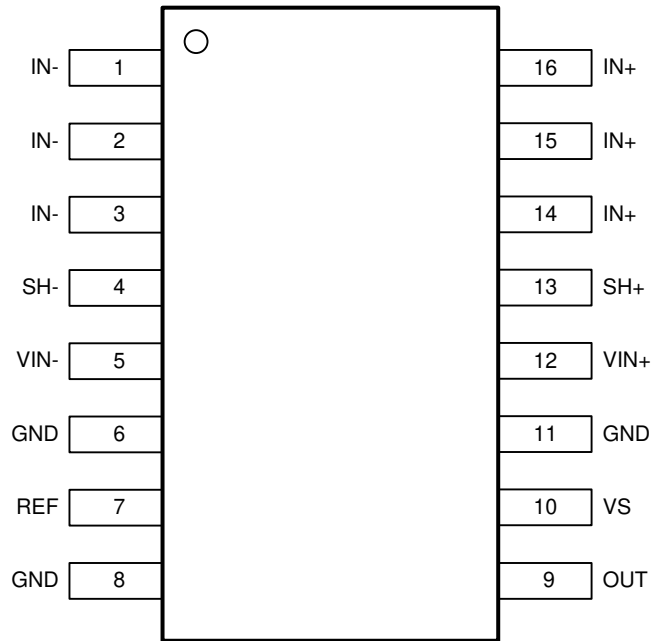 IN- 1 16 IN+
IN- 2 15 IN+
IN- 3 14 IN+
SH- 4 13 SH+
VIN- 5 12 VIN+
GND 6 11 GND
REF 7 10 VS
GND 8 9 OUT